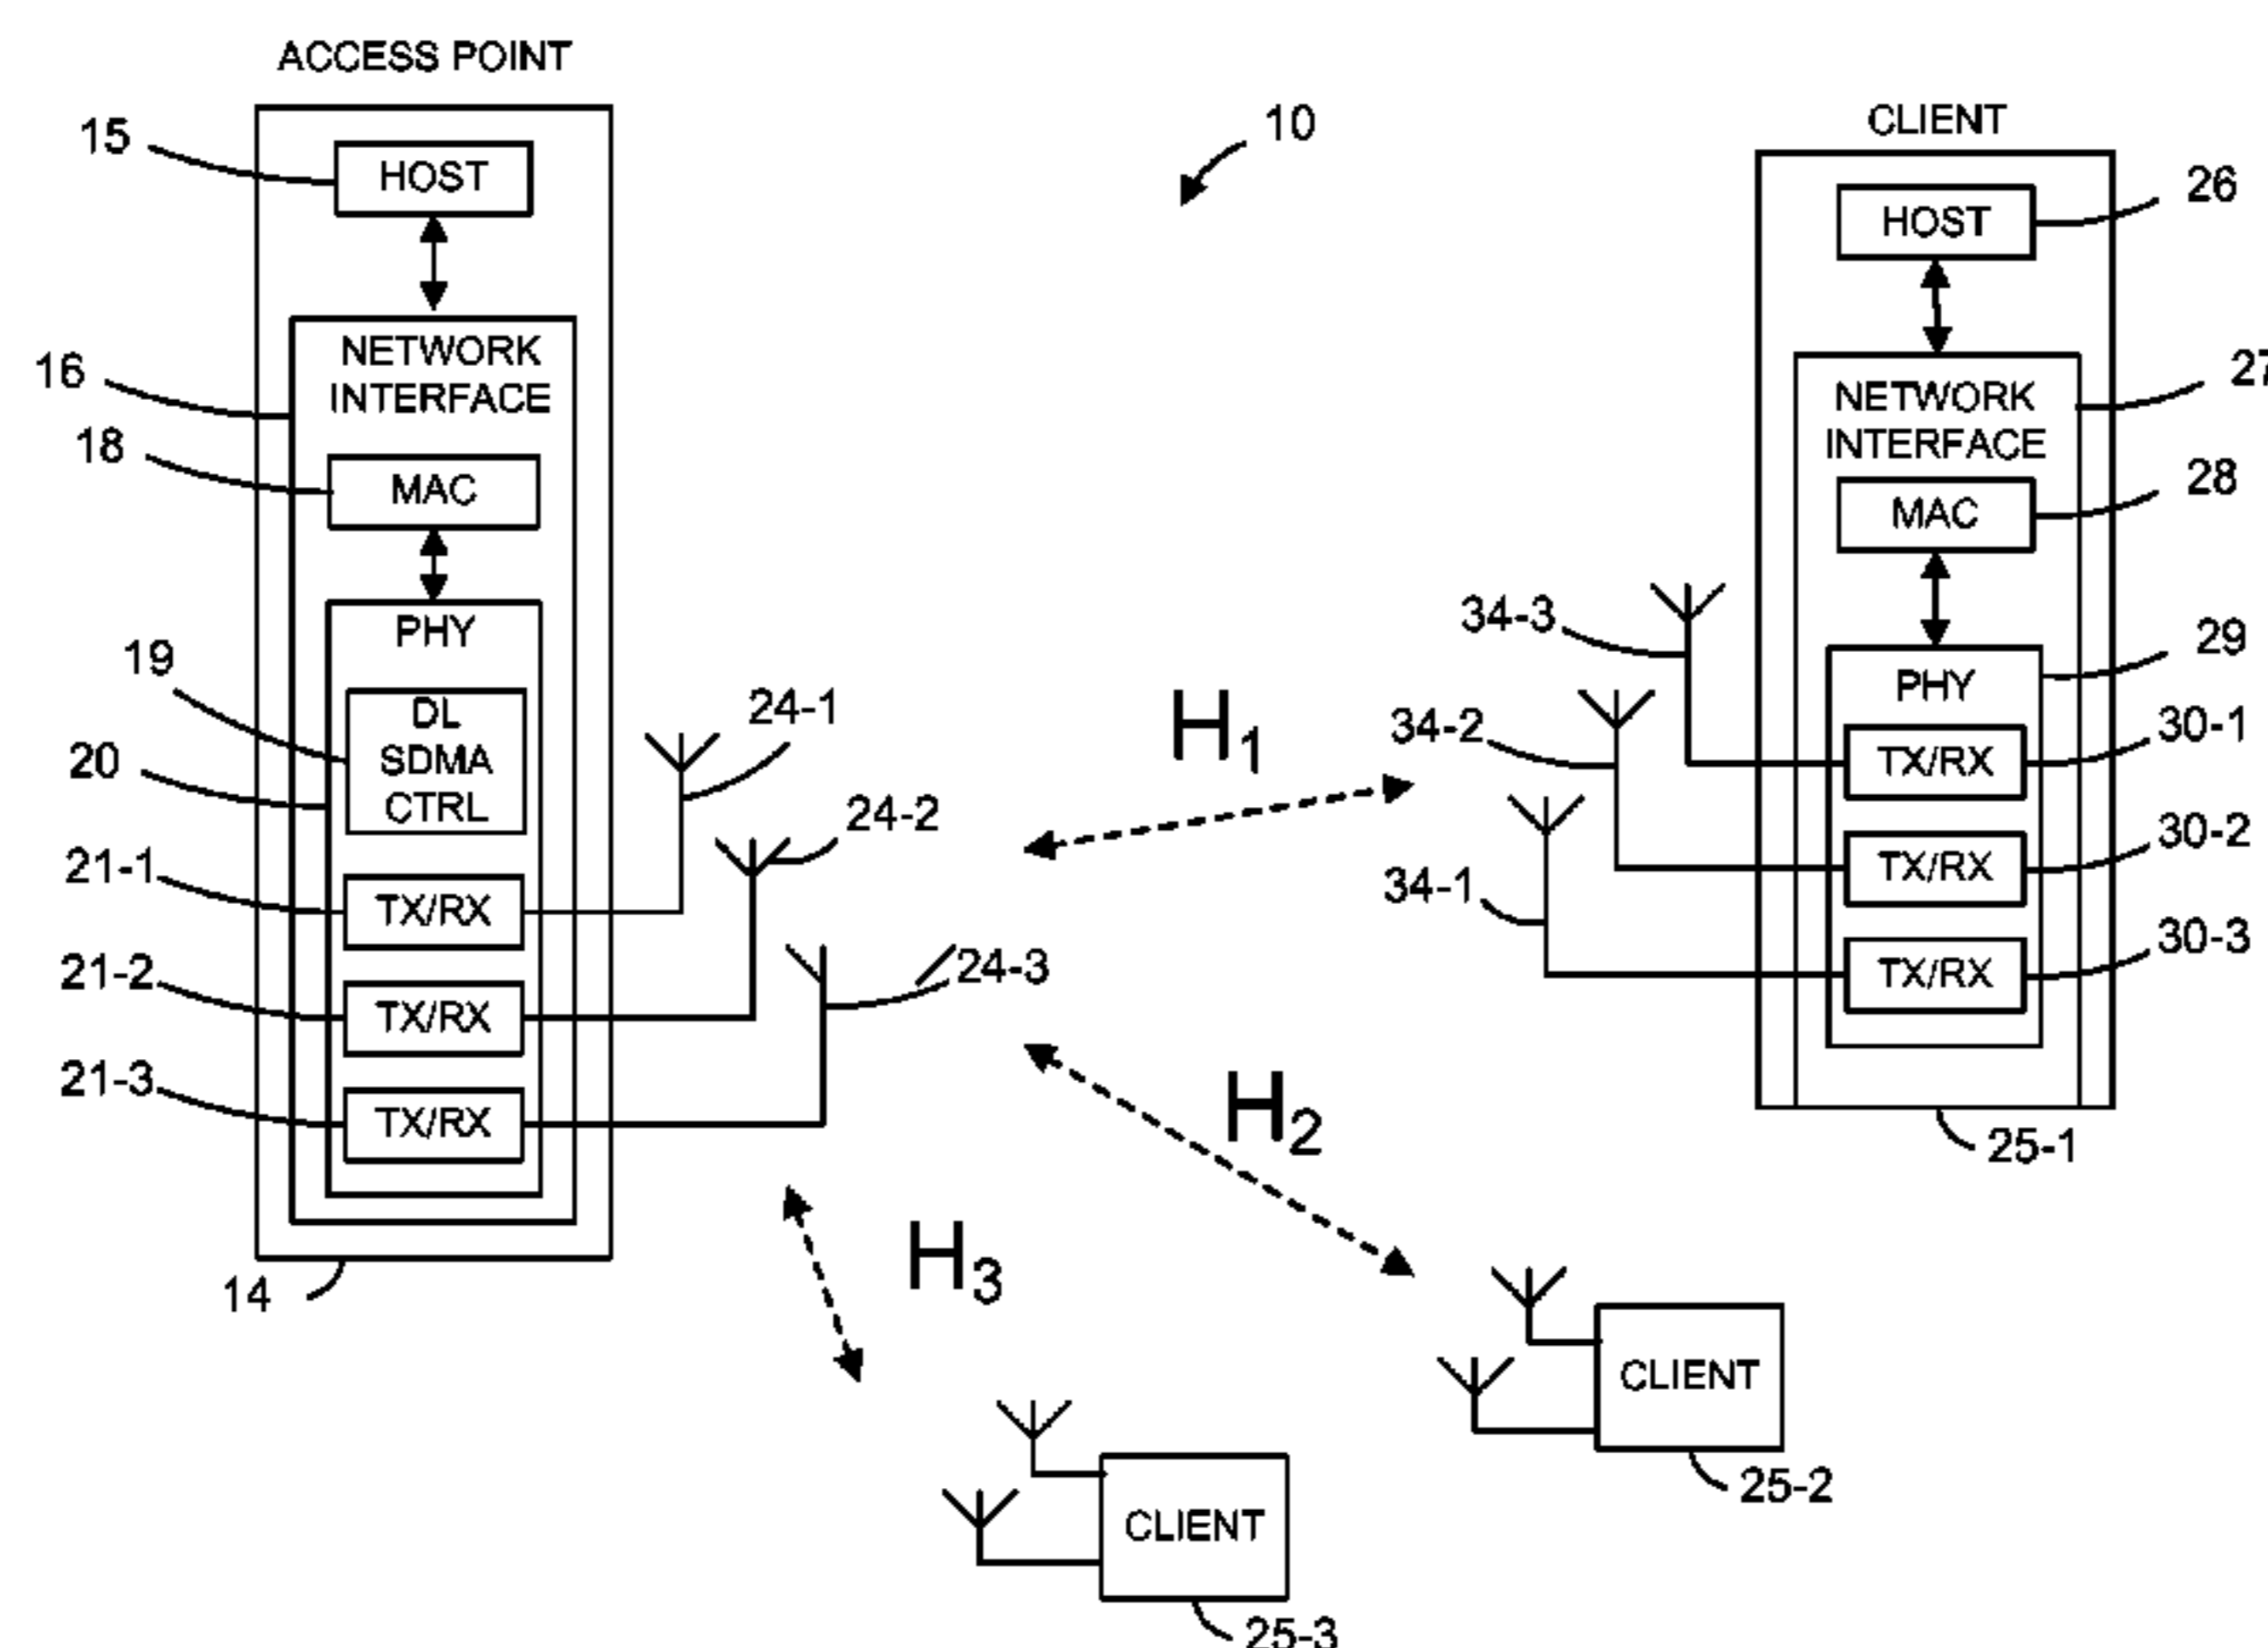 ACCESS POINT
15
HOST
16
NETWORK
INTERFACE
18
MAC
PHY
19
DL
SDMA
CTRL
20
21-1
TX/RX
21-2
TX/RX
21-3
TX/RX
14
24-1
24-2
24-3
10
H1
H2
H3
CLIENT
HOST
26
NETWORK
INTERFACE
27
MAC
28
PHY
29
34-3
TX/RX
30-1
34-2
TX/RX
30-2
34-1
TX/RX
30-3
25-1
CLIENT
25-2
CLIENT
25-3